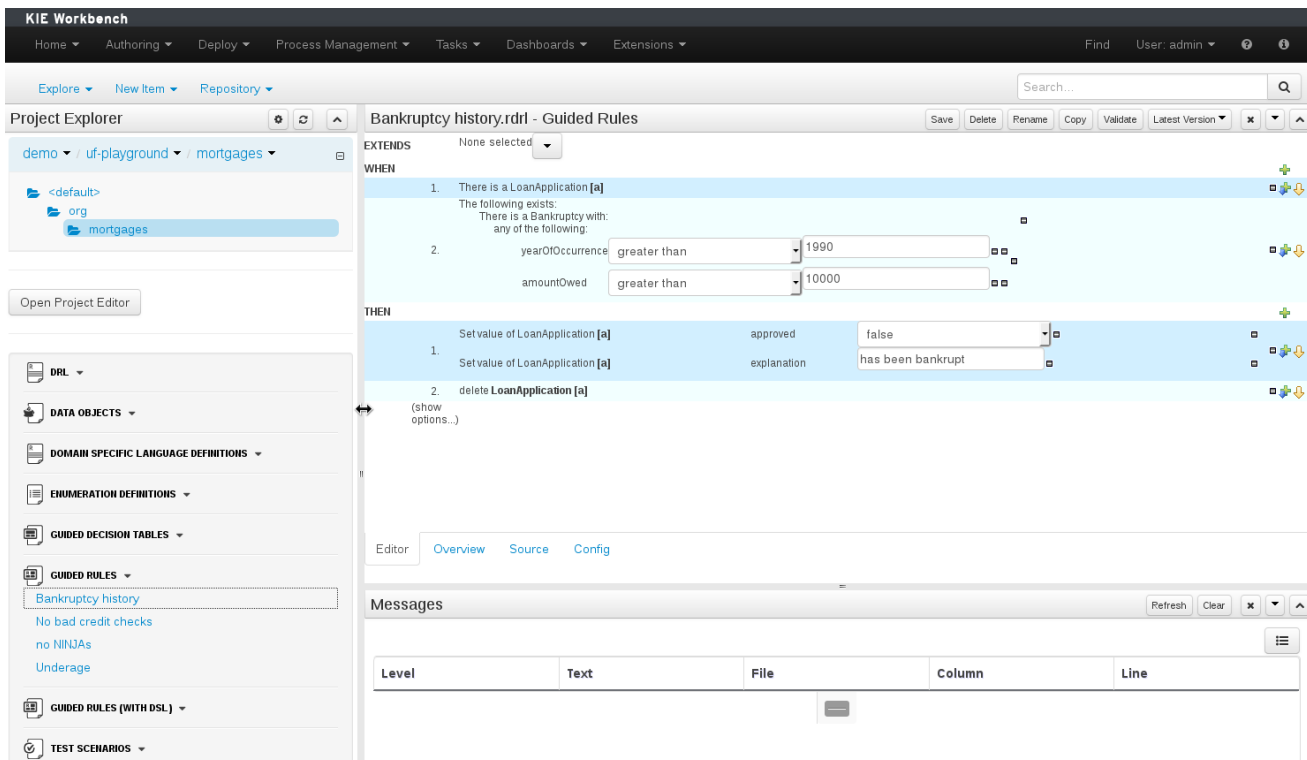 KIE Workbench
Home Authoring Deploy Process Management Tasks Dashboards Extensions Find User: admin
Explore New Item Repository Search...
Project Explorer
demo / uf-playground / mortgages
<default>
org
mortgages
Open Project Editor
DRL
DATA OBJECTS
DOMAIN SPECIFIC LANGUAGE DEFINITIONS
ENUMERATION DEFINITIONS
GUIDED DECISION TABLES
GUIDED RULES
Bankruptcy history
No bad credit checks
no NINJAs
Underage
GUIDED RULES (WITH DSL)
TEST SCENARIOS
Bankruptcy history.rdrl - Guided Rules Save Delete Rename Copy Validate Latest Version
EXTENDS None selected
WHEN
1. There is a LoanApplication [a]
The following exists:
There is a Bankruptcy with:
any of the following:
2. yearOfOccurrence greater than 1990
amountOwed greater than 10000
THEN
1. Set value of LoanApplication [a] approved false
Set value of LoanApplication [a] explanation has been bankrupt
2. delete LoanApplication [a]
(show
options...)
Editor Overview Source Config
Messages Refresh Clear
Level Text File Column Line